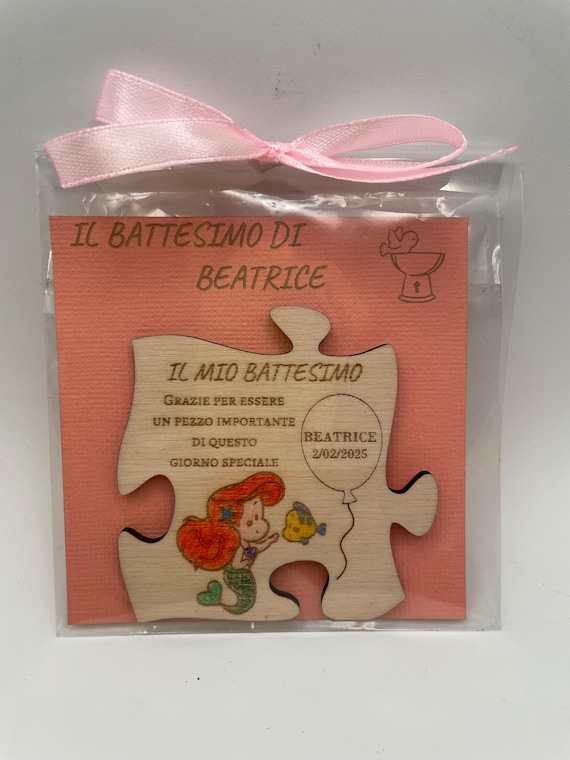 IL BATTESIMO DI
BEATRICE
IL MIO BATTESIMO
GRAZIE PER ESSERE
UN PEZZO IMPORTANTE
DI QUESTO
GIORNO SPECIALE
BEATRICE
2/02/2025